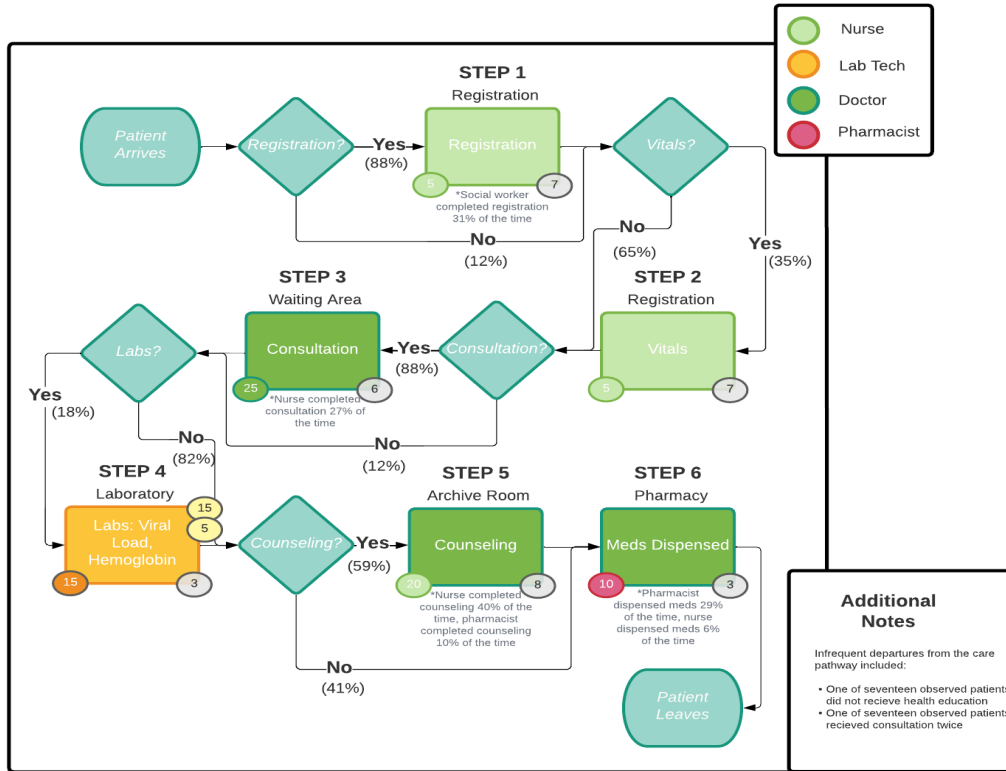 Nurse
Lab Tech
Doctor
Pharmacist
STEP 1
Registration
Patient
Arrives
Registration?
Yes
(88%)
Registration
5
7
*Social worker
completed registration
31% of the time
Vitals?
No
(12%)
No
(65%)
Yes
(35%)
STEP 3
Waiting Area
STEP 2
Registration
Labs?
Consultation
25
6
*Nurse completed
consultation 27% of
the time
Yes
(88%)
Consultation?
Vitals
5
7
No
(12%)
Yes
(18%)
No
(82%)
STEP 4
Laboratory
15
5
Labs: Viral
Load,
Hemoglobin
15
3
Counseling?
Yes
(59%)
STEP 5
Archive Room
Counseling
20
8
*Nurse completed
counseling 40% of the
time, pharmacist
completed counseling
10% of the time
STEP 6
Pharmacy
Meds Dispensed
10
3
*Pharmacist
dispensed meds 29%
of the time, nurse
dispensed meds 6%
of the time
No
(41%)
Patient
Leaves
Additional
Notes
Infrequent departures from the care
pathway included:
• One of seventeen observed patients
did not recieve health education
• One of seventeen observed patients
recieved consultation twice